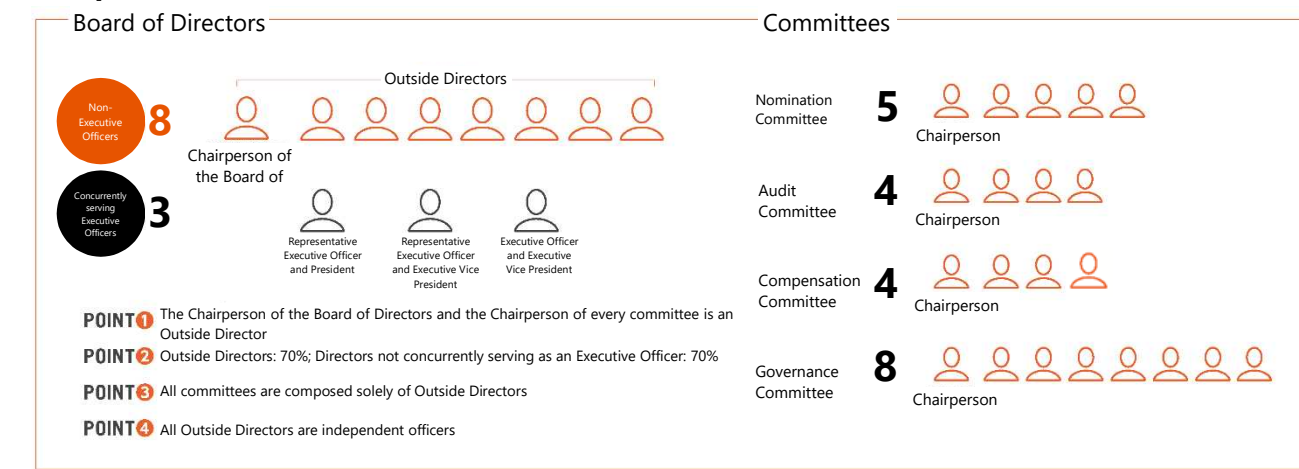 Board of Directors
Non-
Executive
Officers
8
Outside Directors
Chairperson of
the Board of
Concurrently
serving
Executive
Officers
3
Representative
Executive Officer
and President
Representative
Executive Officer
and Executive Vice
President
Executive Officer
and Executive
Vice President
POINT1 The Chairperson of the Board of Directors and the Chairperson of every committee is an
Outside Director
POINT2 Outside Directors: 70%; Directors not concurrently serving as an Executive Officer: 70%
POINT3 All committees are composed solely of Outside Directors
POINT4 All Outside Directors are independent officers
Committees
Nomination
Committee
5
Chairperson
Audit
Committee
4
Chairperson
Compensation
Committee
4
Chairperson
Governance
Committee
8
Chairperson